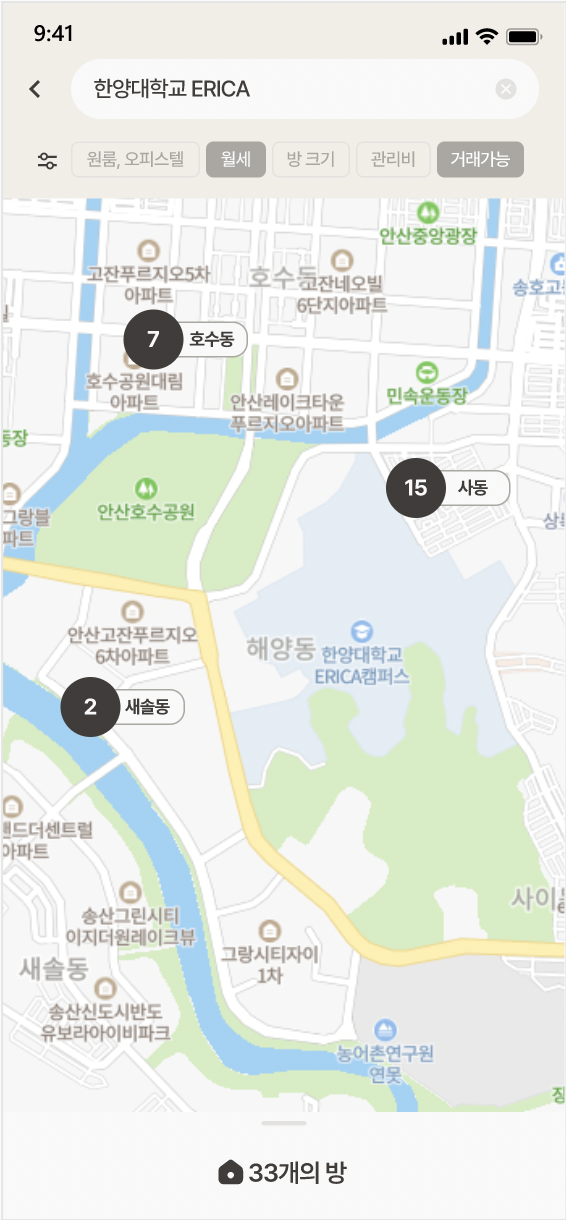 9:41
한양대학교 ERICA
원룸, 오피스텔 월세 방 크기 관리비 거래가능
안산중앙광장
고잔푸르지오5차
아파트
호수동
고잔네오빌
6단지아파트
송호고
7 호수동
호수공원대림
아파트
안산레이크타운
푸르지오아파트
민속운동장
동장
15 사동
그랑블
파트
안산호수공원
상록
안산고잔푸르지오
6차아파트
해양동
한양대학교
ERICA캠퍼스
2 새솔동
랜드더센트럴
아파트
사이
송산그린시티
이지더원레이크뷰
그랑시티자이
1차
새솔동
송산신도시반도
유보라아이비파크
농어촌연구원
연못
장
33개의 방